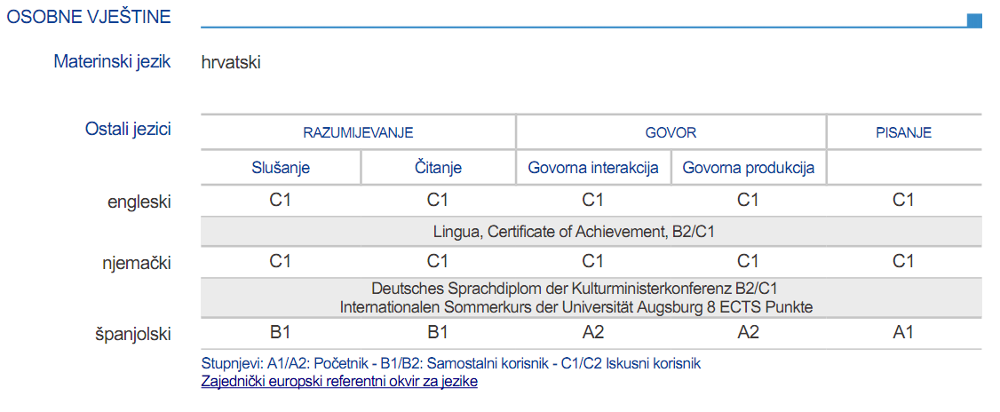 OSOBNE VJEŠTINE
Materinski jezik hrvatski
Ostali jezici RAZUMIJEVANJE GOVOR PISANJE
Slušanje Čitanje Govorna interakcija Govorna produkcija
engleski C1 C1 C1 C1 C1
Lingua, Certificate of Achievement, B2/C1
njemački C1 C1 C1 C1 C1
Deutsches Sprachdiplom der Kulturministerkonferenz B2/C1
Internationalen Sommerkurs der Universität Augsburg 8 ECTS Punkte
španjolski B1 B1 A2 A2 A1
Stupnjevi: A1/A2: Početnik - B1/B2: Samostalni korisnik - C1/C2 Iskusni korisnik
Zajednički europski referentni okvir za jezike